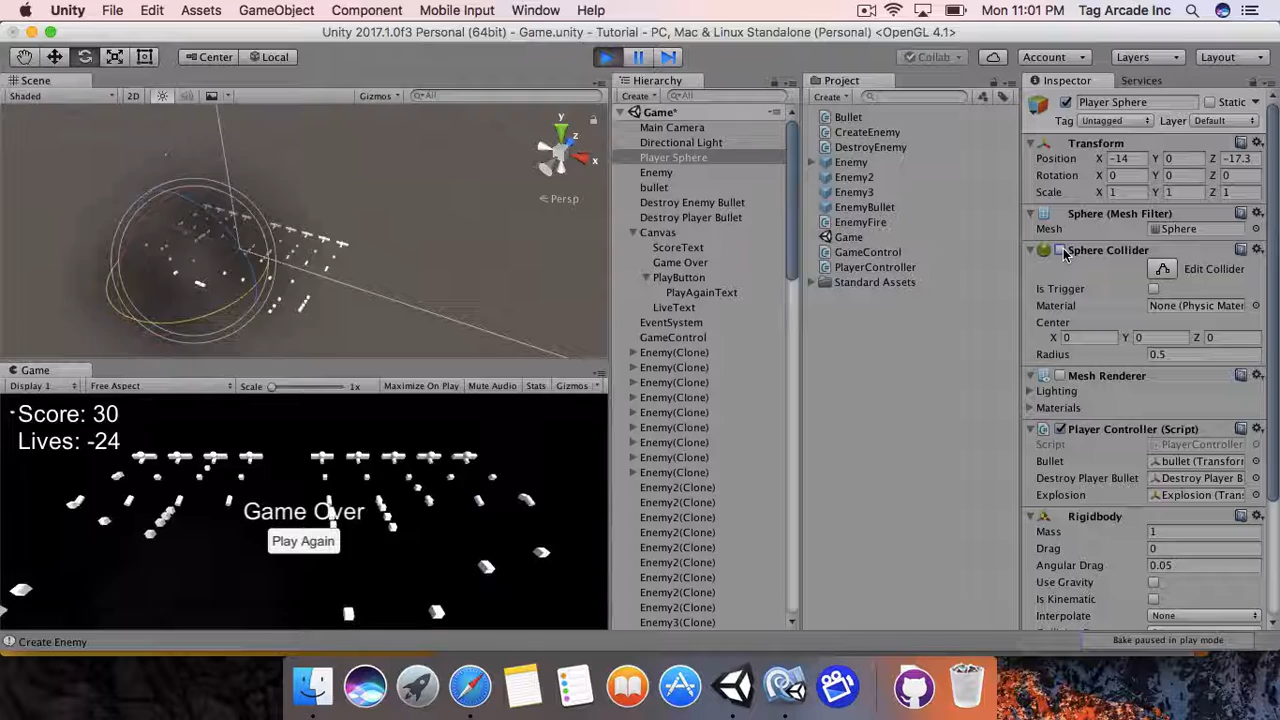 Unity File Edit Assets GameObject Component Mobile Input Window Help Mon 11:01 PM Tag Arcade Inc
Unity 2017.1.0f3 Personal (64bit) - Game.unity - Tutorial - PC, Mac & Linux Standalone (Personal) <OpenGL 4.1>
Center Local Collab Account Layers Layout
Scene
Shaded 2D Gizmos All
y
x
z
Persp
Game
Display 1 Free Aspect Scale 1x Maximize On Play Mute Audio Stats Gizmos
Score: 30
Lives: -24
Game Over
Play Again
Create Enemy
Hierarchy
Create All
Game*
Main Camera
Directional Light
Player Sphere
Enemy
bullet
Destroy Enemy Bullet
Destroy Player Bullet
Canvas
ScoreText
Game Over
PlayButton
PlayAgainText
LiveText
EventSystem
GameControl
Enemy(Clone)
Enemy(Clone)
Enemy(Clone)
Enemy(Clone)
Enemy(Clone)
Enemy(Clone)
Enemy(Clone)
Enemy(Clone)
Enemy(Clone)
Enemy2(Clone)
Enemy2(Clone)
Enemy2(Clone)
Enemy2(Clone)
Enemy2(Clone)
Enemy2(Clone)
Enemy2(Clone)
Enemy2(Clone)
Enemy2(Clone)
Enemy3(Clone)
Project
Create
Bullet
CreateEnemy
DestroyEnemy
Enemy
Enemy2
Enemy3
EnemyBullet
EnemyFire
Game
GameControl
PlayerController
Standard Assets
Inspector Services
Player Sphere Static
Tag Untagged Layer Default
Transform
Position X -14 Y 0 Z -17.3
Rotation X 0 Y 0 Z 0
Scale X 1 Y 1 Z 1
Sphere (Mesh Filter)
Mesh Sphere
Sphere Collider
Edit Collider
Is Trigger
Material None (Physic Mater
Center
X 0 Y 0 Z 0
Radius 0.5
Mesh Renderer
Lighting
Materials
Player Controller (Script)
Script PlayerController
Bullet bullet (Transforr
Destroy Player Bullet Destroy Player B
Explosion Explosion (Trans
Rigidbody
Mass 1
Drag 0
Angular Drag 0.05
Use Gravity
Is Kinematic
Interpolate None
Bake paused in play mode